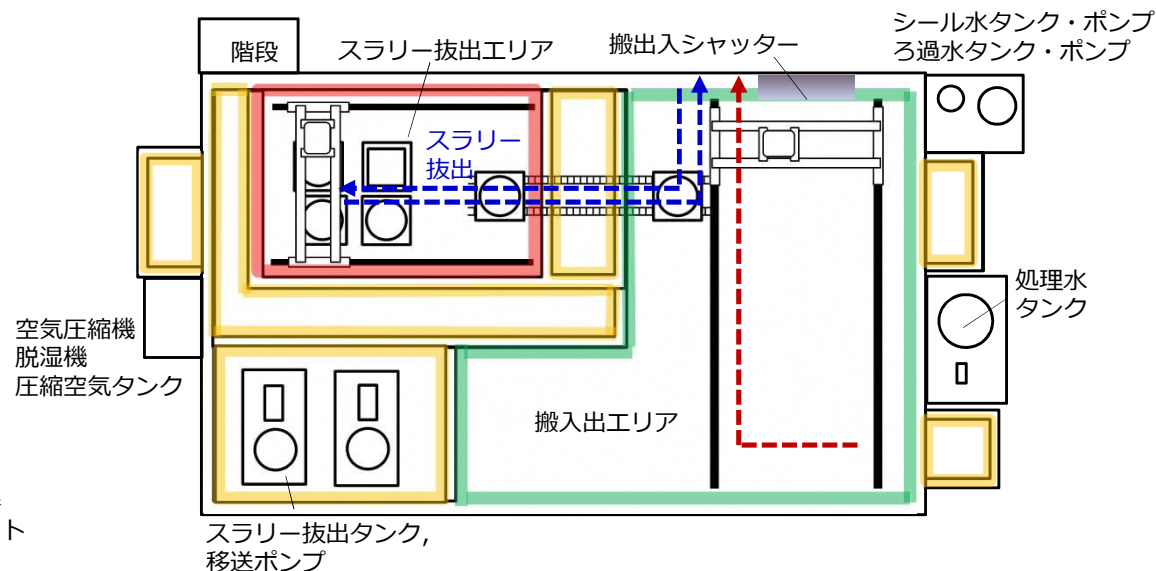 シール水タンク・ポンプ
ろ過水タンク・ポンプ
階段
スラリー抜出エリア
搬出入シャッター
スラリー
抜出
処理水
タンク
空気圧縮機
脱湿機
圧縮空気タンク
搬入出エリア
ト
スラリー抜出タンク,
移送ポンプ